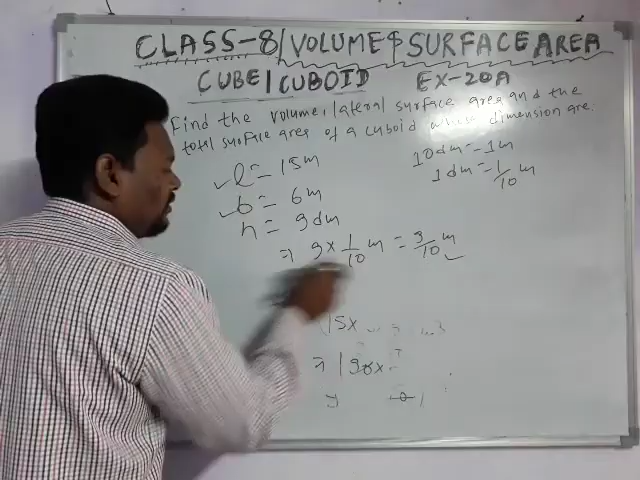 CLASS-8/VOLUME & SURFACE AREA
CUBE/CUBOID EX-20A
Find the volume, lateral surface area and the
total surface area of a cuboid whose dimension are.
✓ l = 15m
10dm = 1m
1dm = 1/10 m
✓ b = 6m
h = 9dm
⇒ 9 × 1/10 m = 9/10 m ✓
15×